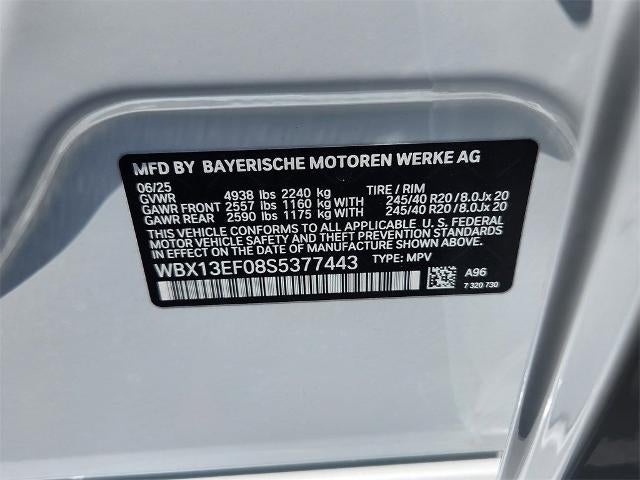 MFD BY BAYERISCHE MOTOREN WERKE AG
06/25
GVWR 4938 lbs 2240 kg TIRE / RIM
GAWR FRONT 2557 lbs 1160 kg WITH 245/40 R20 / 8.0Jx 20
GAWR REAR 2590 lbs 1175 kg WITH 245/40 R20 / 8.0Jx 20
THIS VEHICLE CONFORMS TO ALL APPLICABLE U. S. FEDERAL
MOTOR VEHICLE SAFETY, BUMPER, AND THEFT PREVENTION STANDARDS
IN EFFECT ON THE DATE OF MANUFACTURE SHOWN ABOVE.
WBX13EF08S5377443 TYPE: MPV
A96
7 320 730